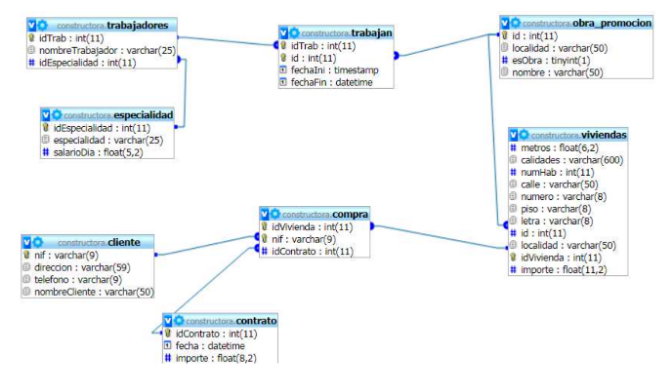 constructora.trabajadores
idTrab : int(11)
nombreTrabajador : varchar(25)
# idEspecialidad : int(11)
constructora.trabajan
idTrab : int(11)
id : int(11)
fechaIni : timestamp
fechaFin : datetime
constructora.obra_promocion
id : int(11)
localidad : varchar(50)
# esObra : tinyint(1)
nombre : varchar(50)
constructora.especialidad
idEspecialidad : int(11)
especialidad : varchar(25)
# salarioDia : float(5,2)
constructora.viviendas
# metros : float(6,2)
calidades : varchar(600)
# numHab : int(11)
calle : varchar(50)
numero : varchar(8)
piso : varchar(8)
letra : varchar(8)
# id : int(11)
localidad : varchar(50)
idVivienda : int(11)
# importe : float(11,2)
constructora.compra
idVivienda : int(11)
nif : varchar(9)
# idContrato : int(11)
constructora.cliente
nif : varchar(9)
direccion : varchar(59)
telefono : varchar(9)
nombreCliente : varchar(50)
constructora.contrato
idContrato : int(11)
fecha : datetime
# importe : float(8,2)